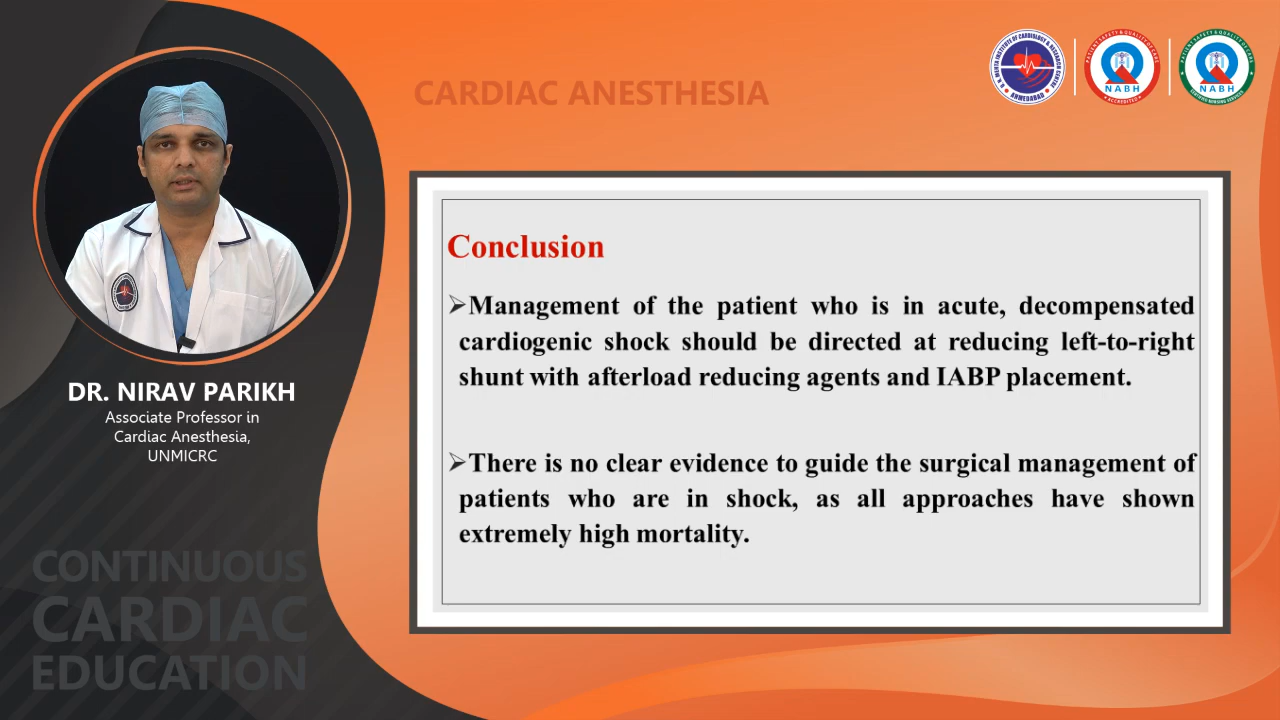 CARDIAC ANESTHESIA
NABH
NABH
Conclusion
➢Management of the patient who is in acute, decompensated
cardiogenic shock should be directed at reducing left-to-right
shunt with afterload reducing agents and IABP placement.
➢There is no clear evidence to guide the surgical management of
patients who are in shock, as all approaches have shown
extremely high mortality.
DR. NIRAV PARIKH
Associate Professor in
Cardiac Anesthesia,
UNMICRC
CONTINUOUS
CARDIAC
EDUCATION